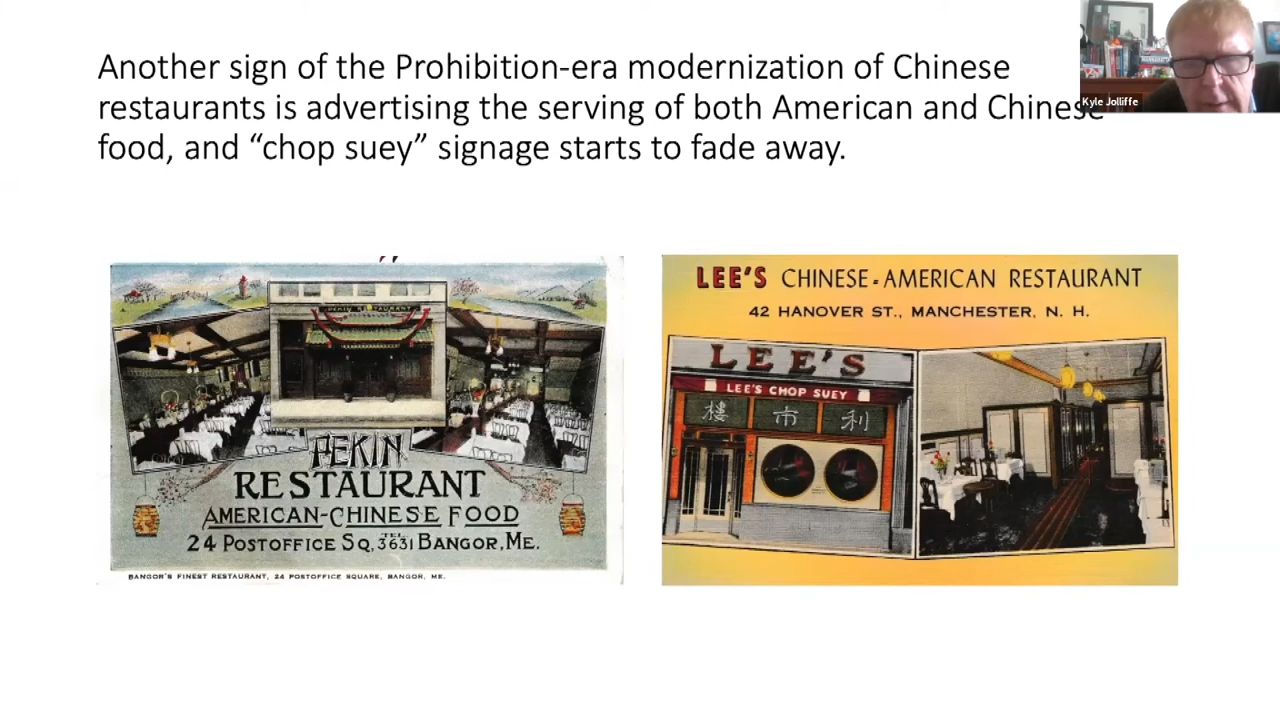 Another sign of the Prohibition-era modernization of Chinese
restaurants is advertising the serving of both American and Chinese
food, and “chop suey” signage starts to fade away.
Kyle Jolliffe
PEKIN RESTAURANT
PEKIN
RESTAURANT
AMERICAN-CHINESE FOOD
24 POSTOFFICE SQ. TEL. 3631 BANGOR, ME.
BANGOR'S FINEST RESTAURANT, 24 POSTOFFICE SQUARE, BANGOR, ME.
LEE'S CHINESE-AMERICAN RESTAURANT
42 HANOVER ST., MANCHESTER, N. H.
LEE'S
LEE'S CHOP SUEY
樓 市 利